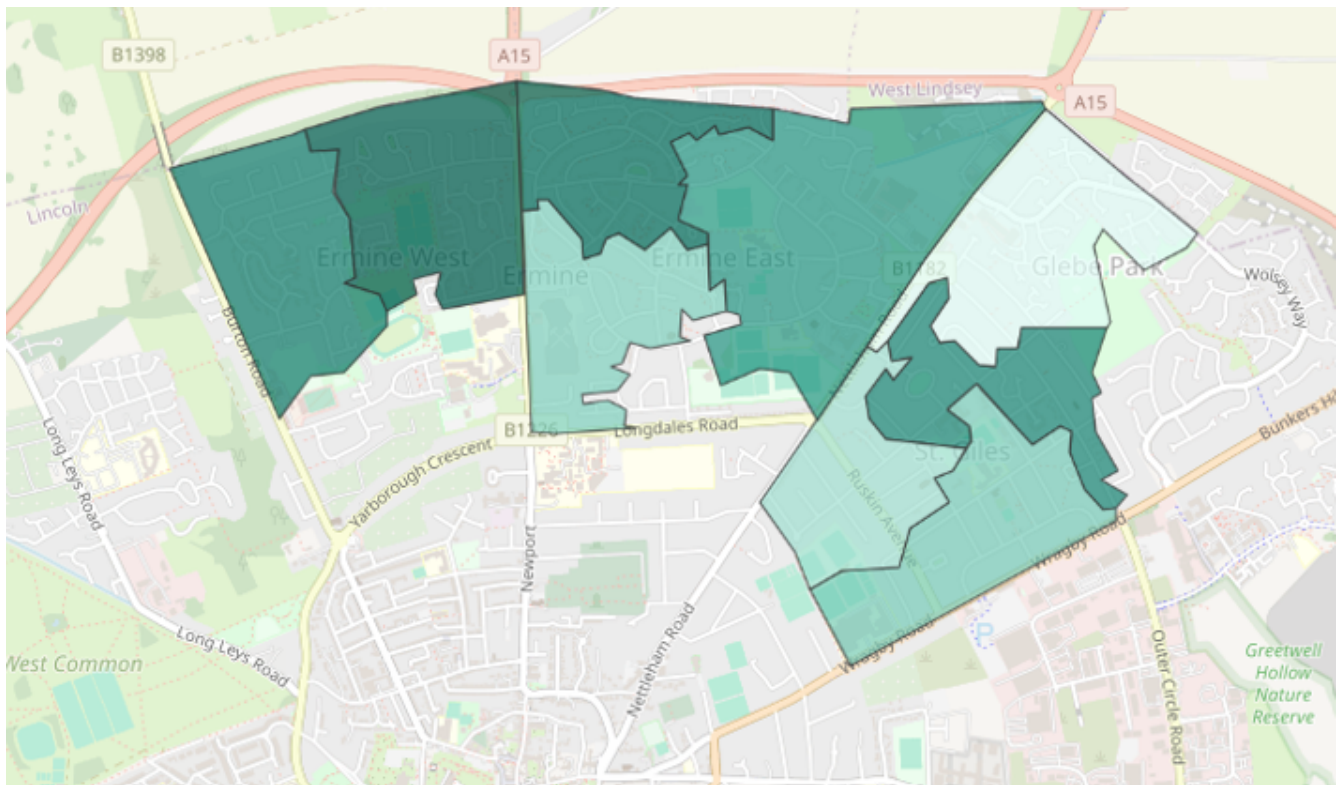 B1398
A15
West Lindsey
A15
Lincoln
Ermine West
Ermine
Ermine East
B1182
Glebe Park
Wolsey Way
Burton Road
Long Leys Road
B1226
Longdales Road
Yarborough Crescent
St. Giles
Bunkers Hi
Ruskin Avenue
Wragby Road
Newport
Nettleham Road
Wragby Road
P
Long Leys Road
West Common
Outer Circle Road
Greetwell
Hollow
Nature
Reserve